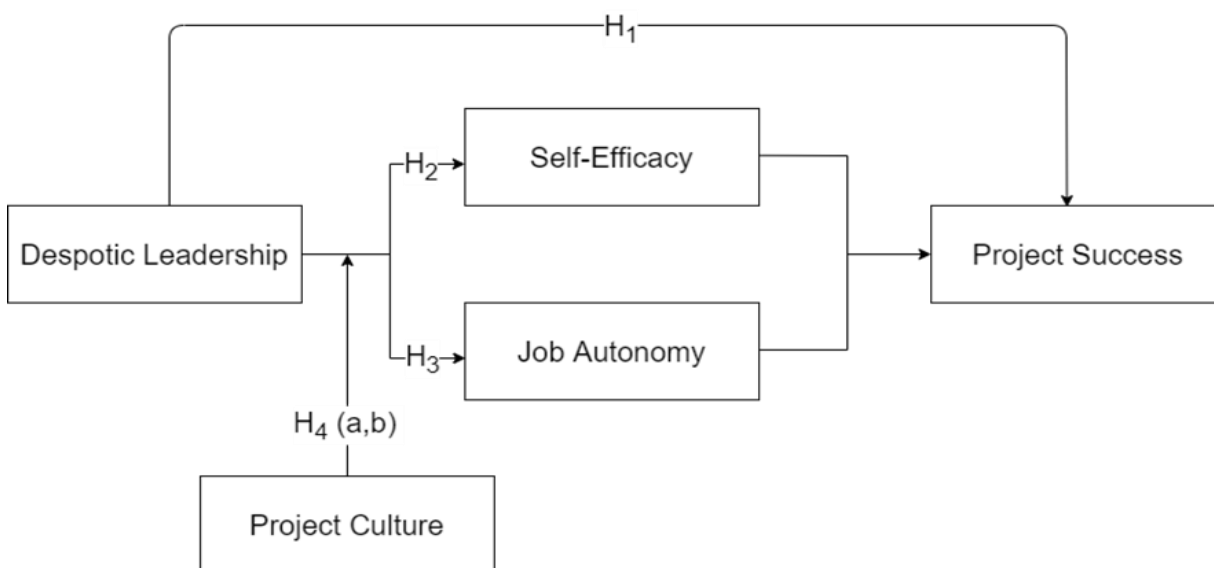 H₁
H₂
Self-Efficacy
Despotic Leadership
Project Success
H₃
Job Autonomy
H₄ (a,b)
Project Culture